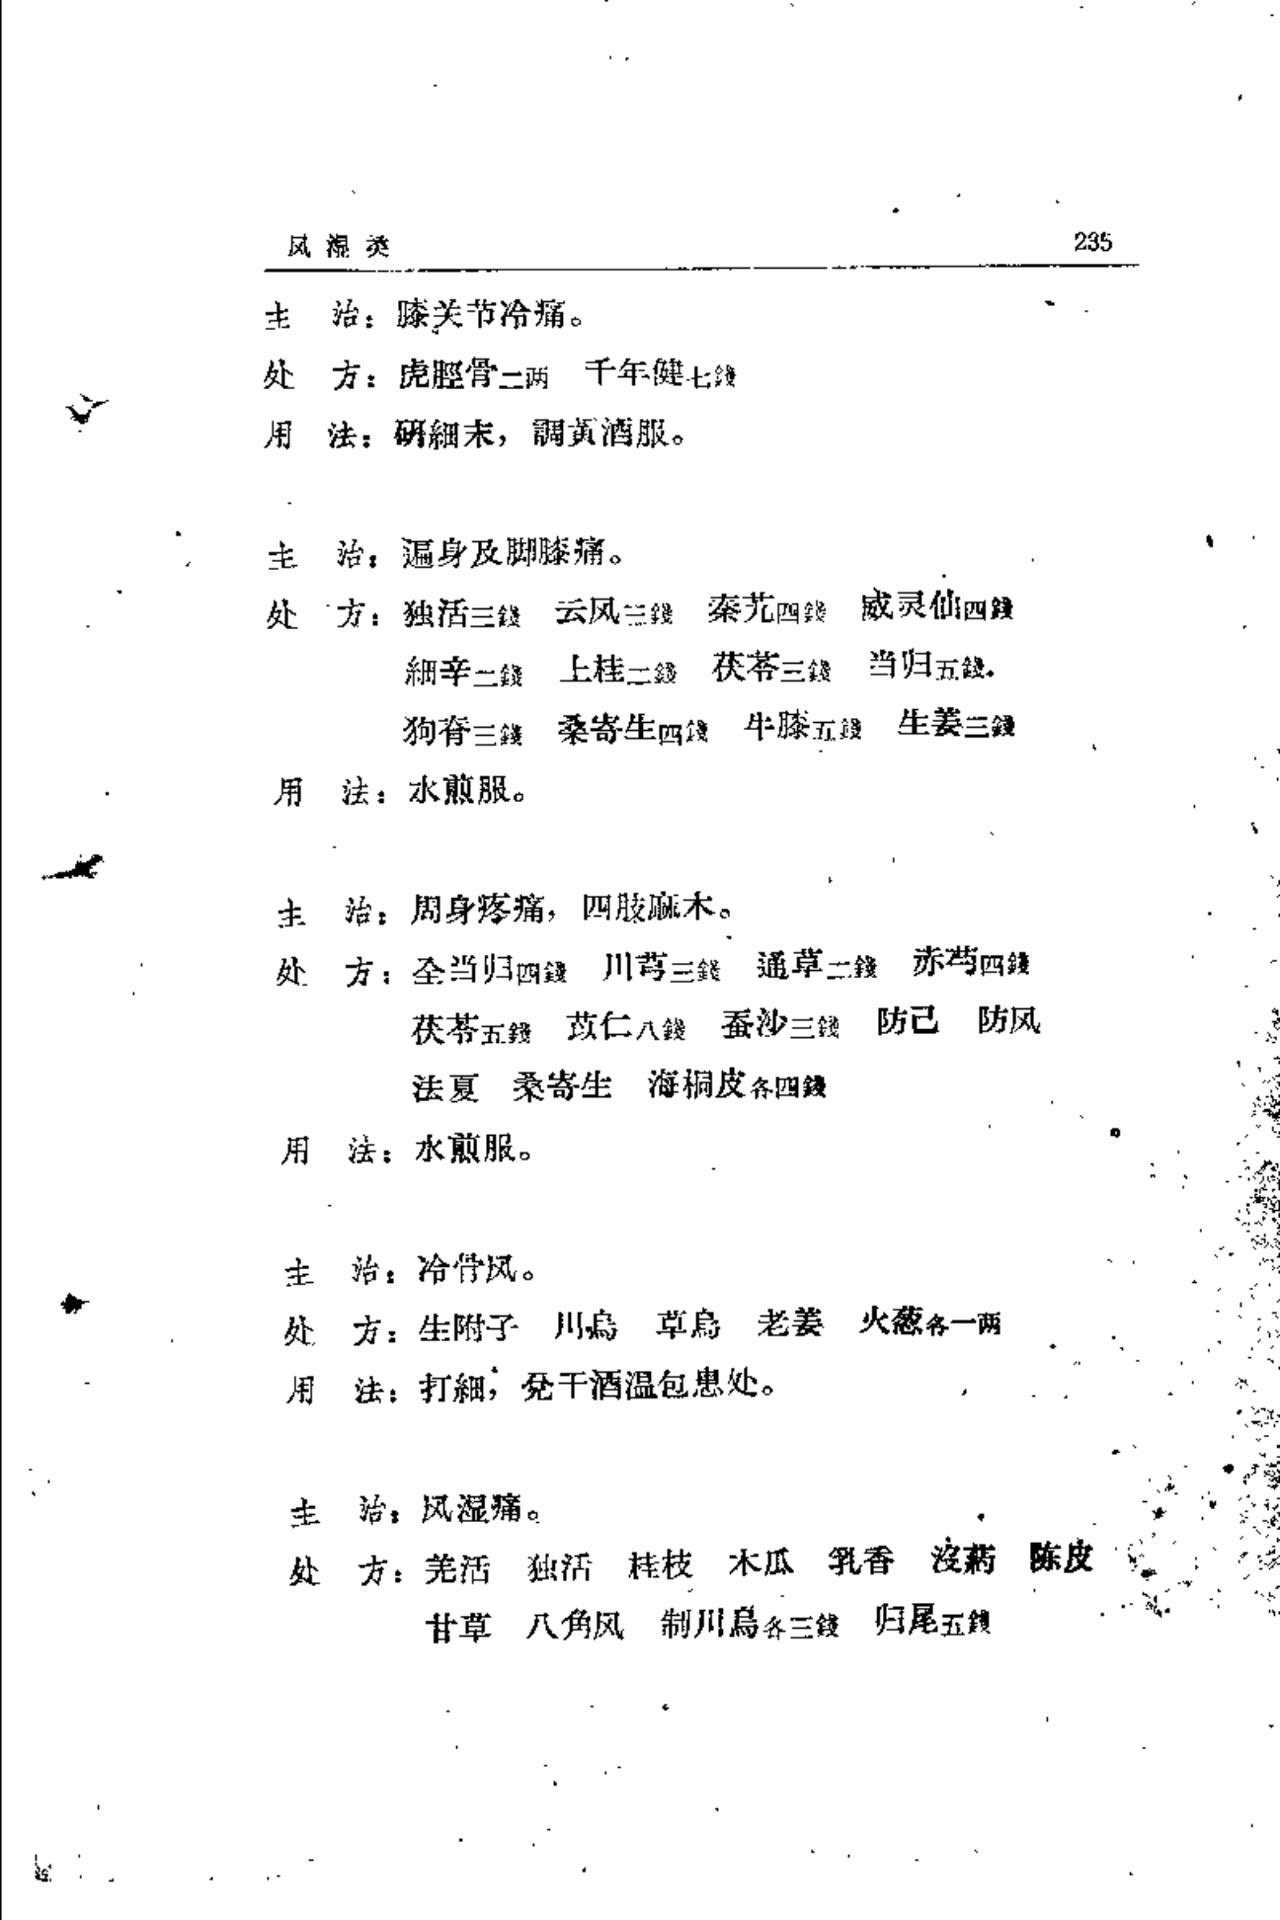 风湿类 235
主 治：膝关节冷痛。
处 方：虎脛骨二两 千年健七錢
用 法：研細末，調黃酒服。
主 治：遍身及脚膝痛。
处 方：独活三錢 云风三錢 秦艽四錢 威灵仙四錢
細辛二錢 上桂二錢 茯苓三錢 当归五錢
狗脊三錢 桑寄生四錢 牛膝五錢 生姜三錢
用 法：水煎服。
主 治：周身疼痛，四肢麻木。
处 方：全当归四錢 川芎三錢 通草二錢 赤芍四錢
茯苓五錢 苡仁八錢 蚕沙三錢 防己 防风
法夏 桑寄生 海桐皮各四錢
用 法：水煎服。
主 治：冷骨风。
处 方：生附子 川烏 草烏 老姜 火葱各一两
用 法：打細，兌干酒温包患处。
主 治：风湿痛。
处 方：羌活 独活 桂枝 木瓜 乳香 沒葯 陈皮
甘草 八角风 制川烏各三錢 归尾五錢